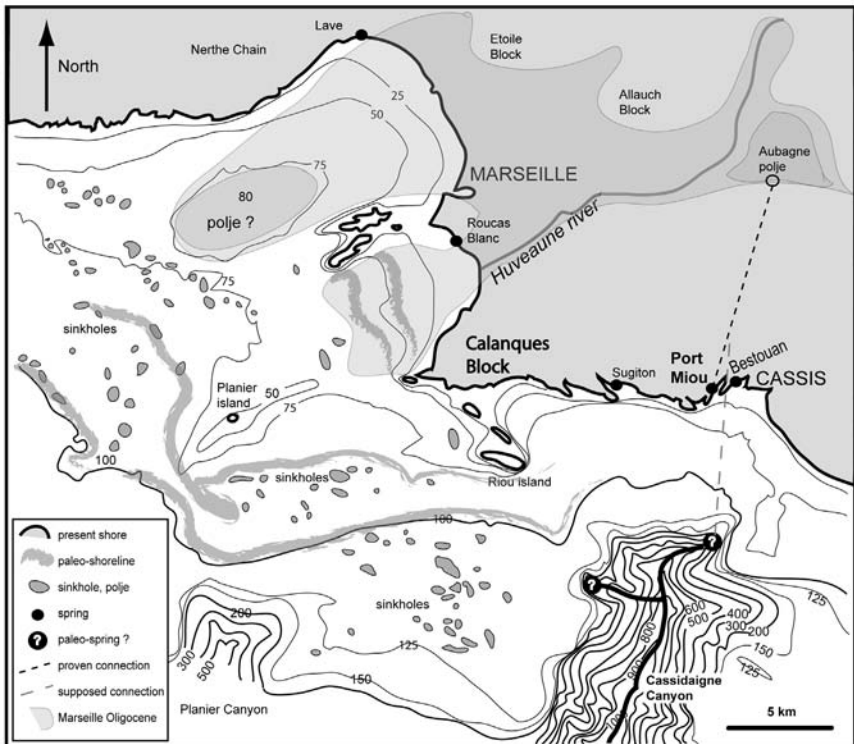 Lave
Nerthe Chain
Etoile
Block
North
25
50
Allauch
Block
75
Aubagne
polje
80
polje ?
MARSEILLE
Roucas
Blanc
Huveaune river
75
sinkholes
Calanques
Block
Sugiton
Port
Miou
Bestouan
CASSIS
Planier
island
50
75
100
sinkholes
Riou island
100
present shore
paleo-shoreline
sinkhole, polje
spring
? paleo-spring ?
proven connection
supposed connection
Marseille Oligocene
?
?
sinkholes
125
150
200
300
500
Planier Canyon
600
500
400
300
200
125
150
125
800
900
Cassidaigne
Canyon
5 km